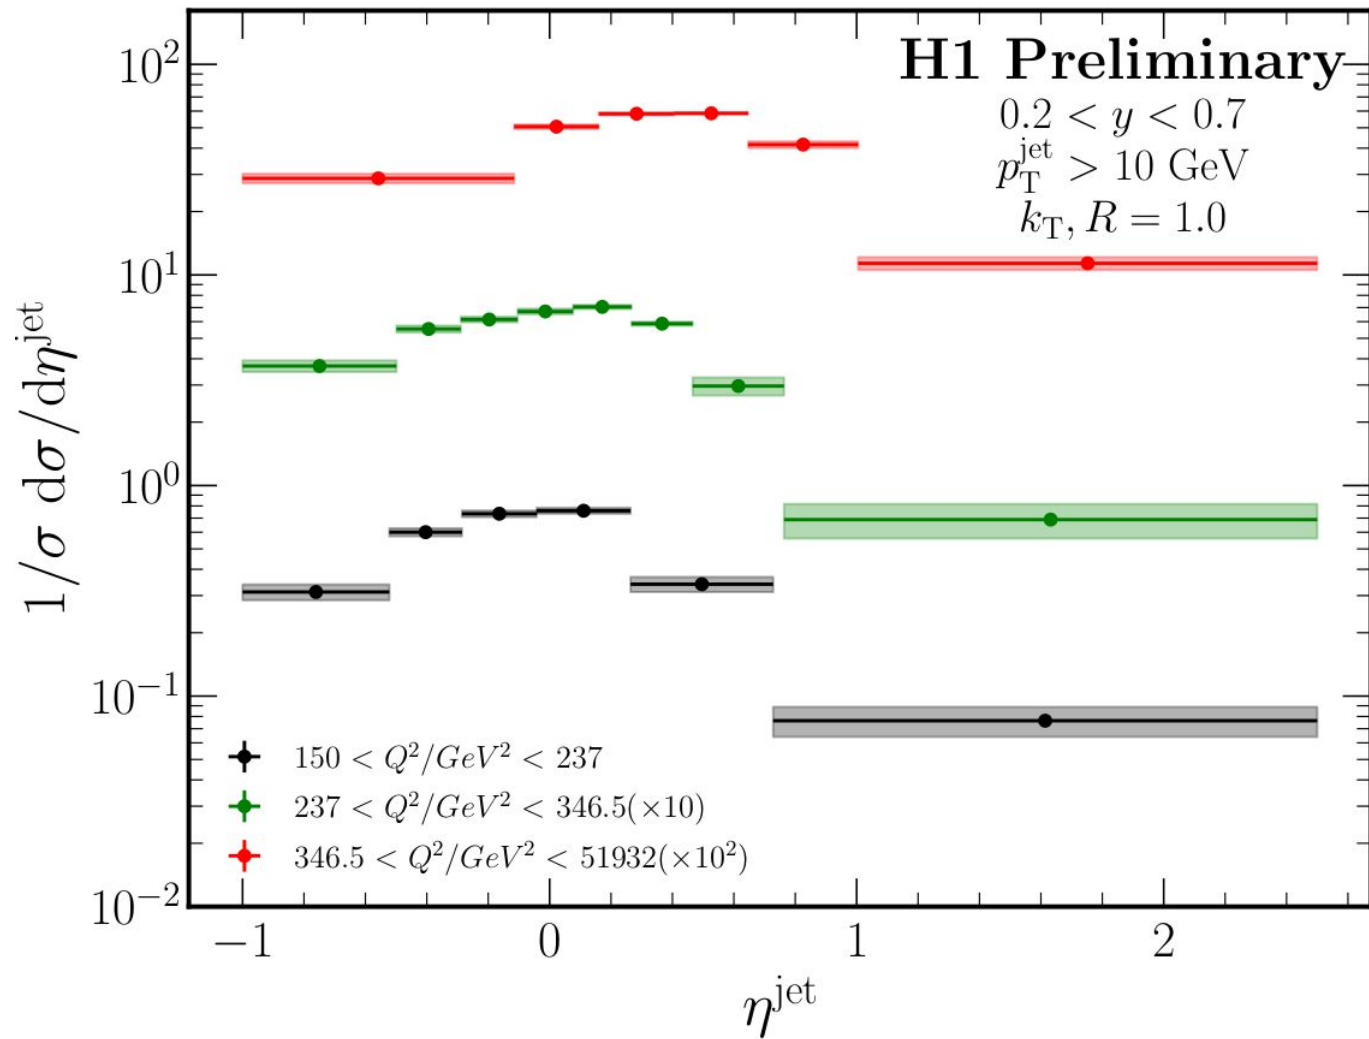 H1 Preliminary
0.2 < y < 0.7
p_T^jet > 10 GeV
k_T, R = 1.0
1/σ dσ/dη^jet
10^2
10^1
10^0
10^−1
10^−2
150 < Q^2/GeV^2 < 237
237 < Q^2/GeV^2 < 346.5(×10)
346.5 < Q^2/GeV^2 < 51932(×10^2)
−1 0 1 2
η^jet